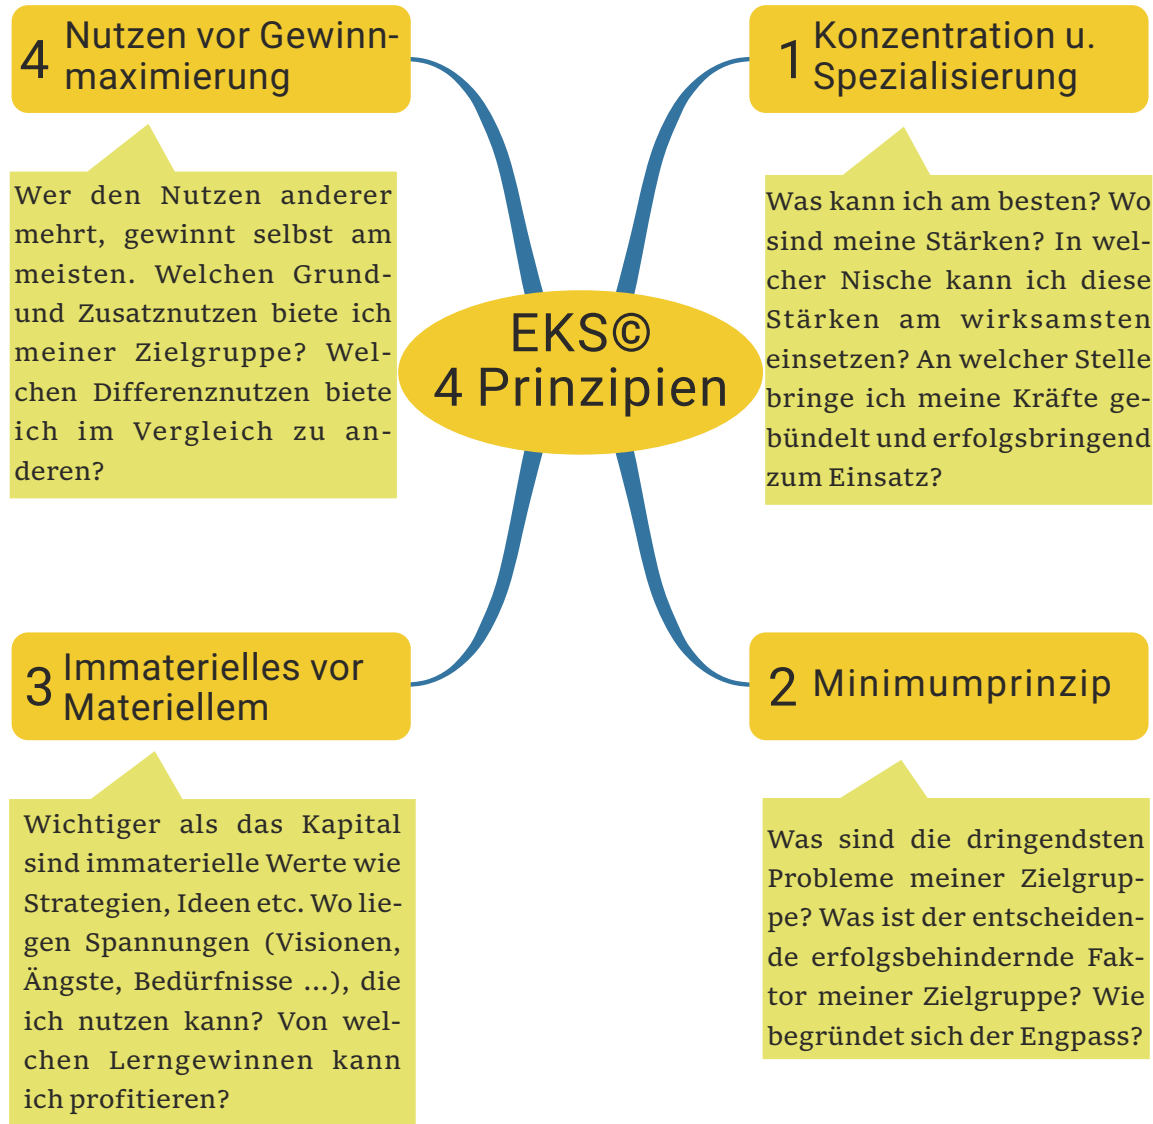 EKS©
4 Prinzipien
1
Konzentration u.
Spezialisierung
Was kann ich am besten? Wo
sind meine Stärken? In wel-
cher Nische kann ich diese
Stärken am wirksamsten
einsetzen? An welcher Stelle
bringe ich meine Kräfte ge-
bündelt und erfolgsbringend
zum Einsatz?
2 Minimumprinzip
Was sind die dringendsten
Probleme meiner Zielgrup-
pe? Was ist der entscheiden-
de erfolgsbehindernde Fak-
tor meiner Zielgruppe? Wie
begründet sich der Engpass?
3
Immaterielles vor
Materiellem
Wichtiger als das Kapital
sind immaterielle Werte wie
Strategien, Ideen etc. Wo lie-
gen Spannungen (Visionen,
Ängste, Bedürfnisse ...), die
ich nutzen kann? Von wel-
chen Lerngewinnen kann
ich profitieren?
4
Nutzen vor Gewinn-
maximierung
Wer den Nutzen anderer
mehrt, gewinnt selbst am
meisten. Welchen Grund-
und Zusatznutzen biete ich
meiner Zielgruppe? Wel-
chen Differenznutzen biete
ich im Vergleich zu an-
deren?